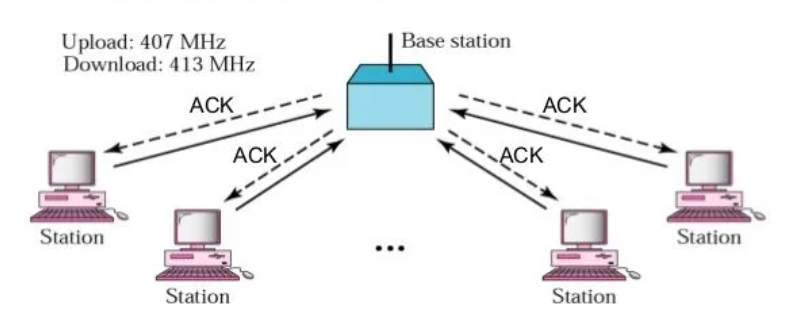 Upload: 407 MHz
Download: 413 MHz
Base station
ACK
ACK
ACK
ACK
Station
Station
...
Station
Station